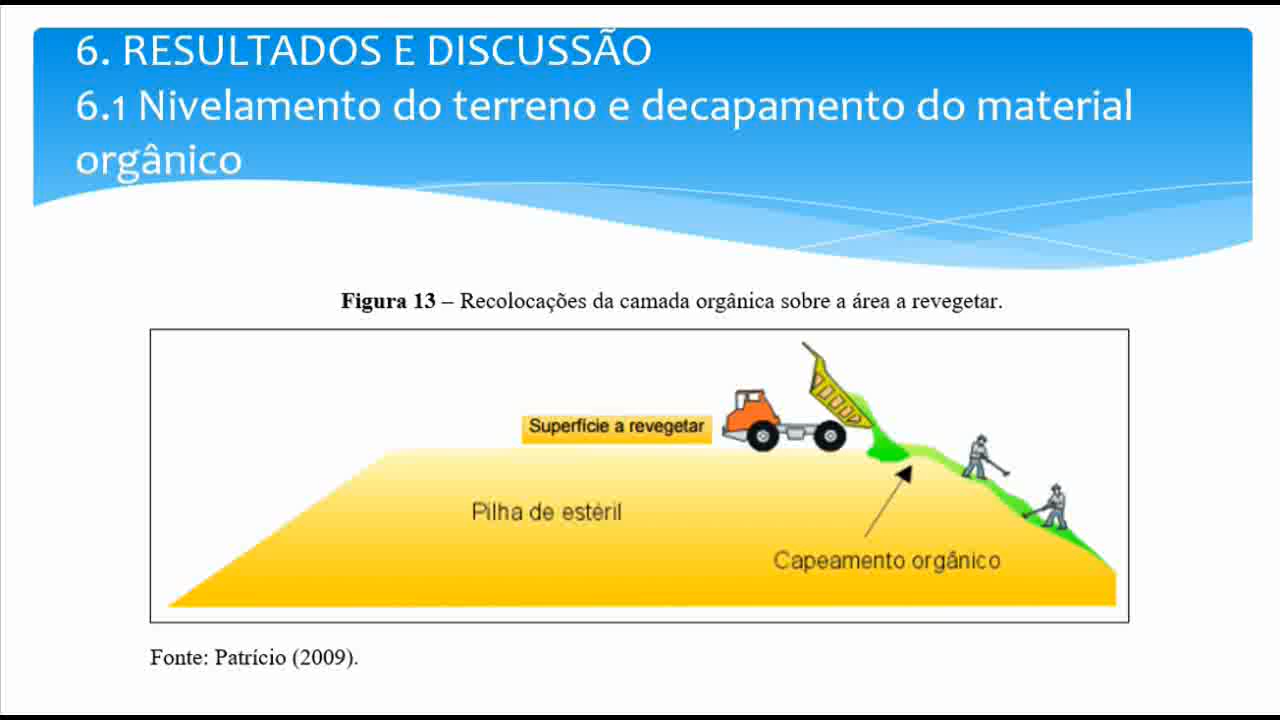 6. RESULTADOS E DISCUSSÃO
6.1 Nivelamento do terreno e decapamento do material
orgânico
Figura 13 – Recolocações da camada orgânica sobre a área a revegetar.
Superfície a revegetar
Pilha de estéril
Capeamento orgânico
Fonte: Patrício (2009).